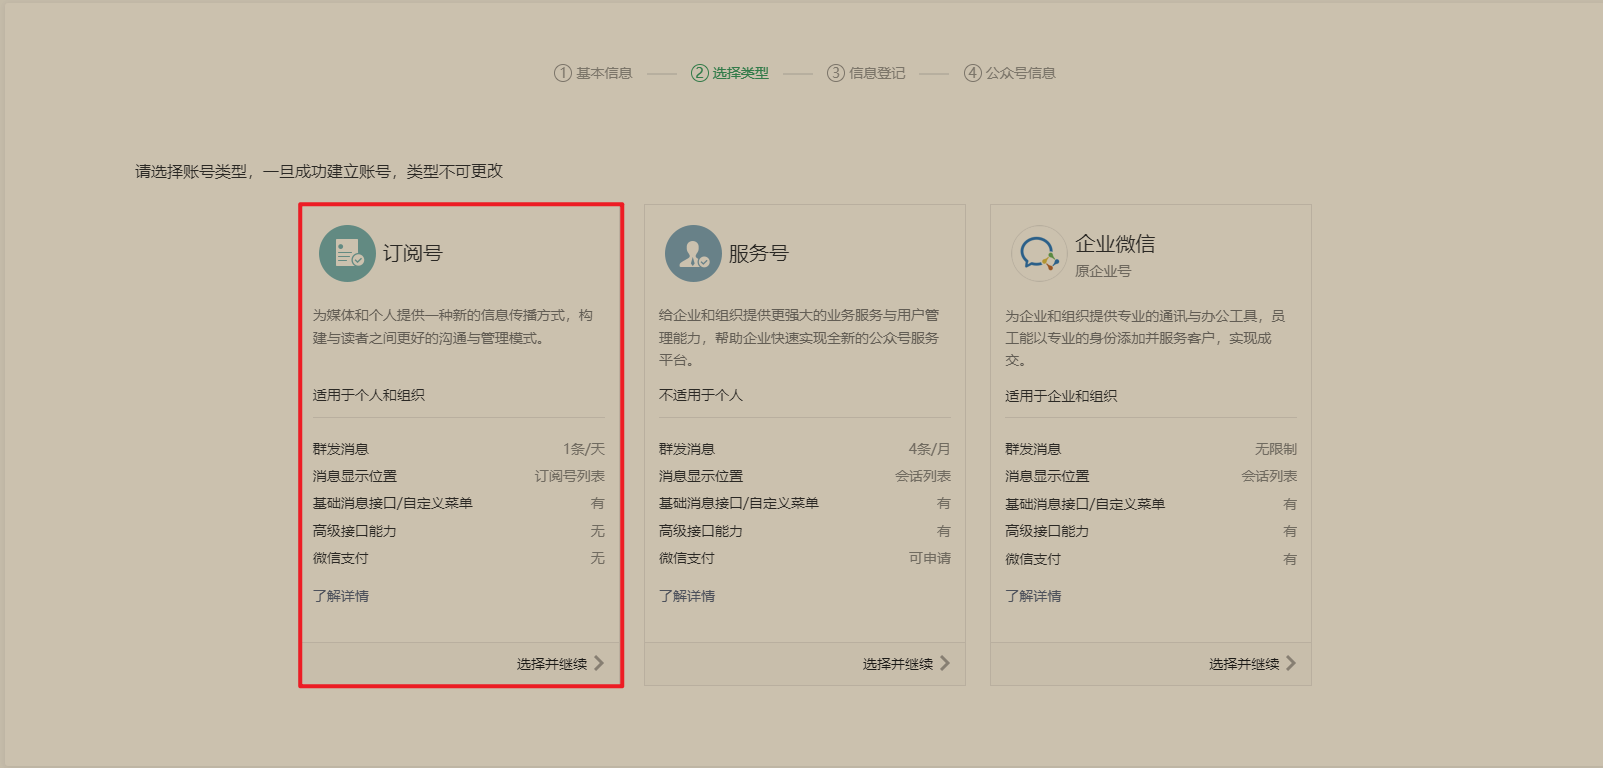 ① 基本信息 ② 选择类型 ③ 信息登记 ④ 公众号信息
请选择账号类型，一旦成功建立账号，类型不可更改
订阅号
为媒体和个人提供一种新的信息传播方式，构
建与读者之间更好的沟通与管理模式。
适用于个人和组织
群发消息 1条/天
消息显示位置 订阅号列表
基础消息接口/自定义菜单 有
高级接口能力 无
微信支付 无
了解详情
选择并继续
服务号
给企业和组织提供更强大的业务服务与用户管
理能力，帮助企业快速实现全新的公众号服务
平台。
不适用于个人
群发消息 4条/月
消息显示位置 会话列表
基础消息接口/自定义菜单 有
高级接口能力 有
微信支付 可申请
了解详情
选择并继续
企业微信
原企业号
为企业和组织提供专业的通讯与办公工具，员
工能以专业的身份添加并服务客户，实现成
交。
适用于企业和组织
群发消息 无限制
消息显示位置 会话列表
基础消息接口/自定义菜单 有
高级接口能力 有
微信支付 有
了解详情
选择并继续